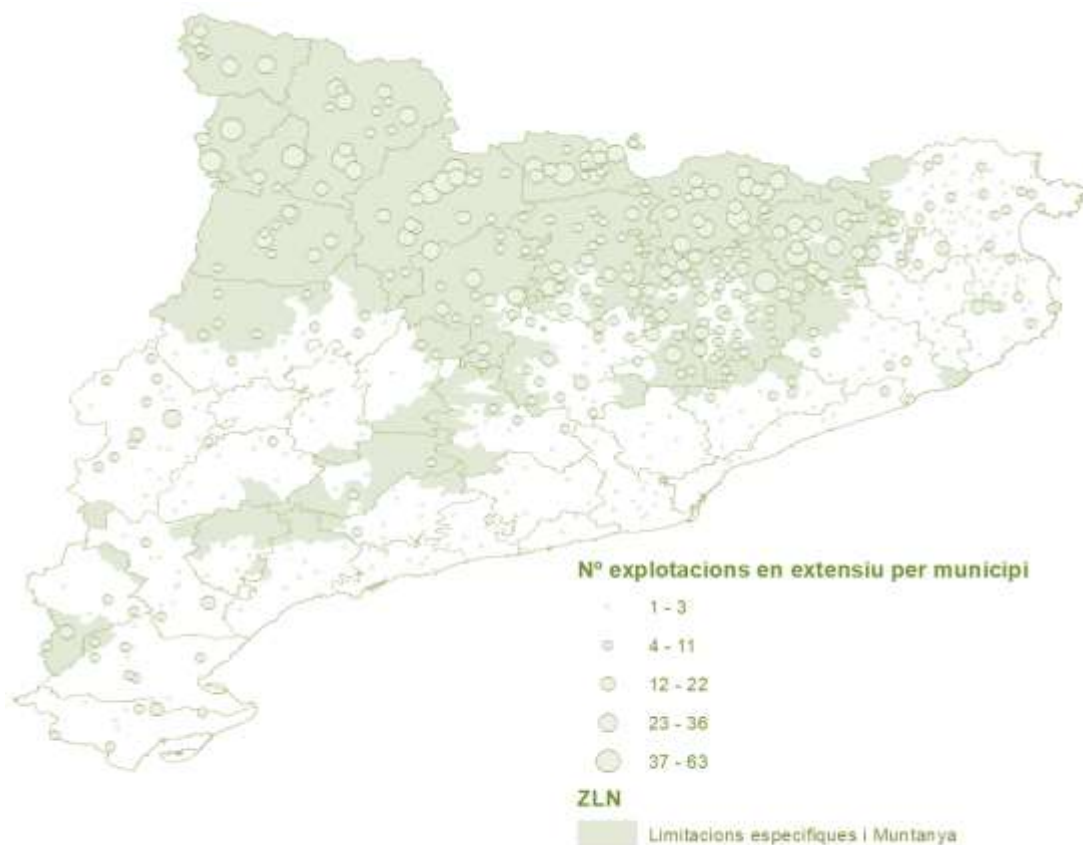 Nº explotacions en extensiu per municipi
1 - 3
4 - 11
12 - 22
23 - 36
37 - 63
ZLN
Limitacions especifiques i Muntanya